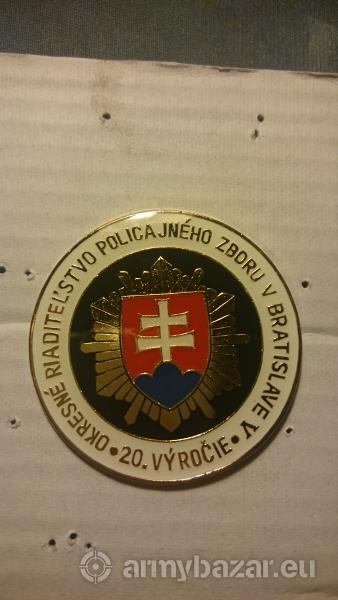 OKRESNÉ RIADITEĽSTVO POLICAJNÉHO ZBORU V BRATISLAVE V
• 20. VÝROČIE •
armybazar.eu